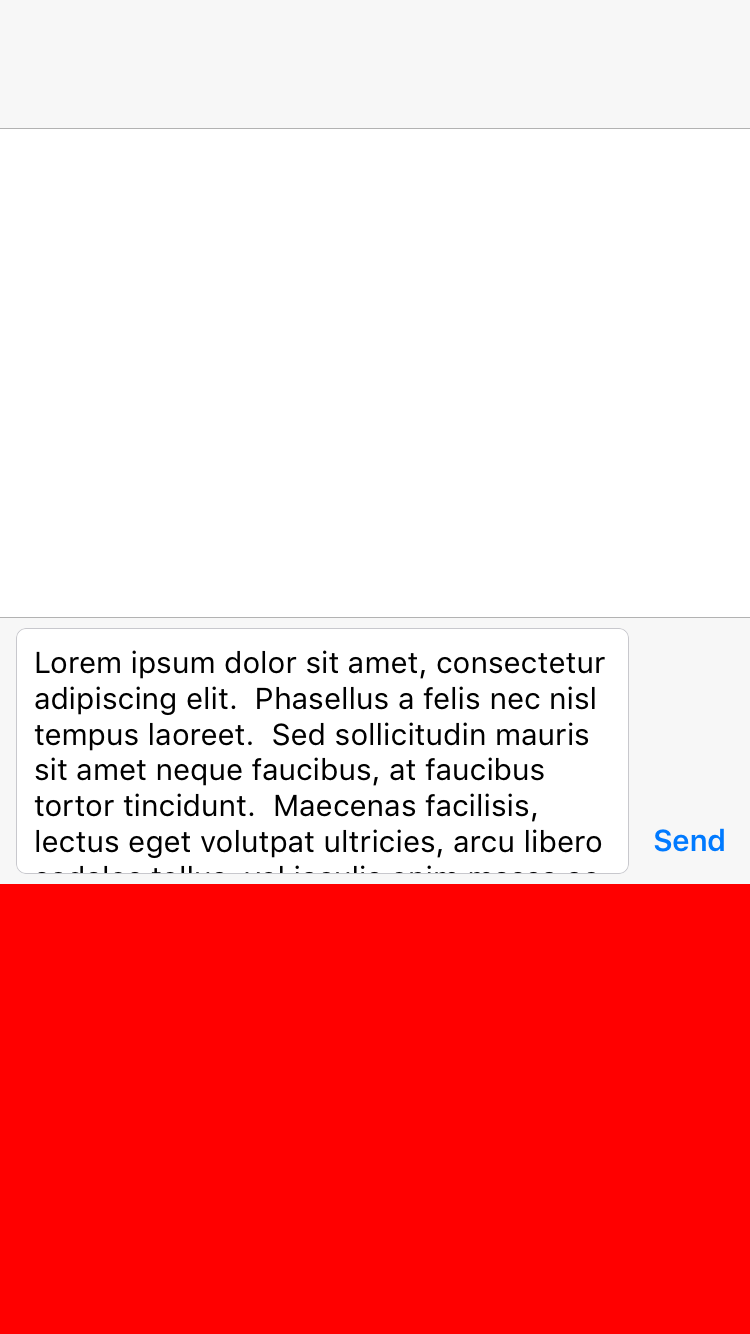 Lorem ipsum dolor sit amet, consectetur
adipiscing elit.  Phasellus a felis nec nisl
tempus laoreet.  Sed sollicitudin mauris
sit amet neque faucibus, at faucibus
tortor tincidunt.  Maecenas facilisis,
lectus eget volutpat ultricies, arcu libero
Send